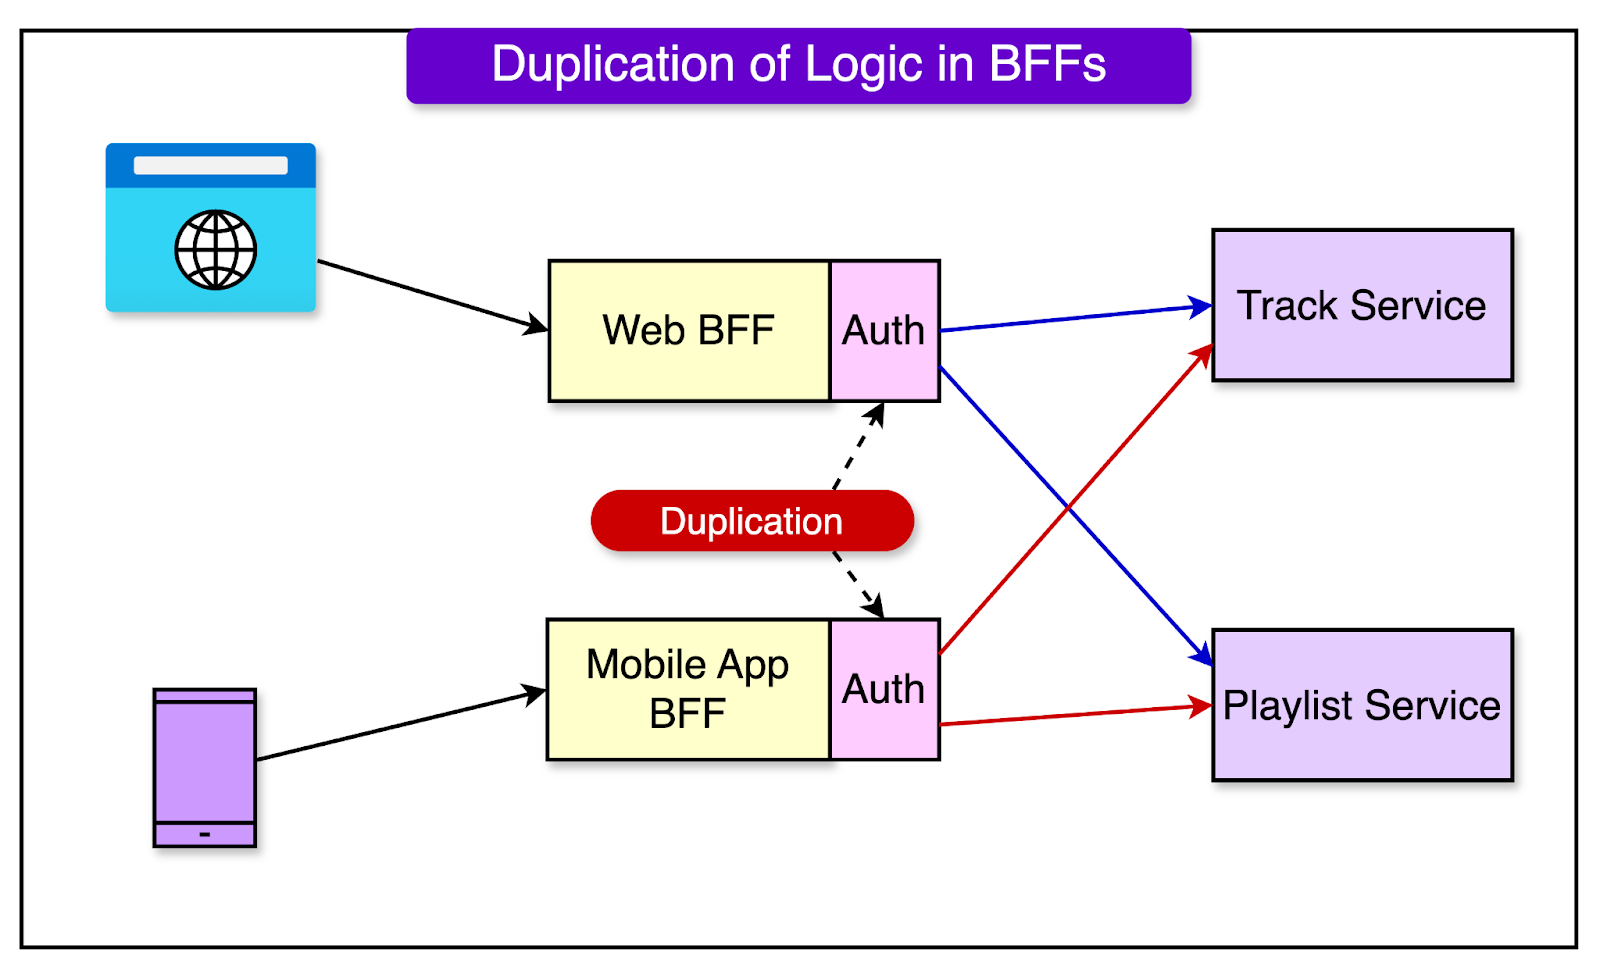 Duplication of Logic in BFFs
Web BFF
Auth
Track Service
Duplication
Mobile App
BFF
Auth
Playlist Service